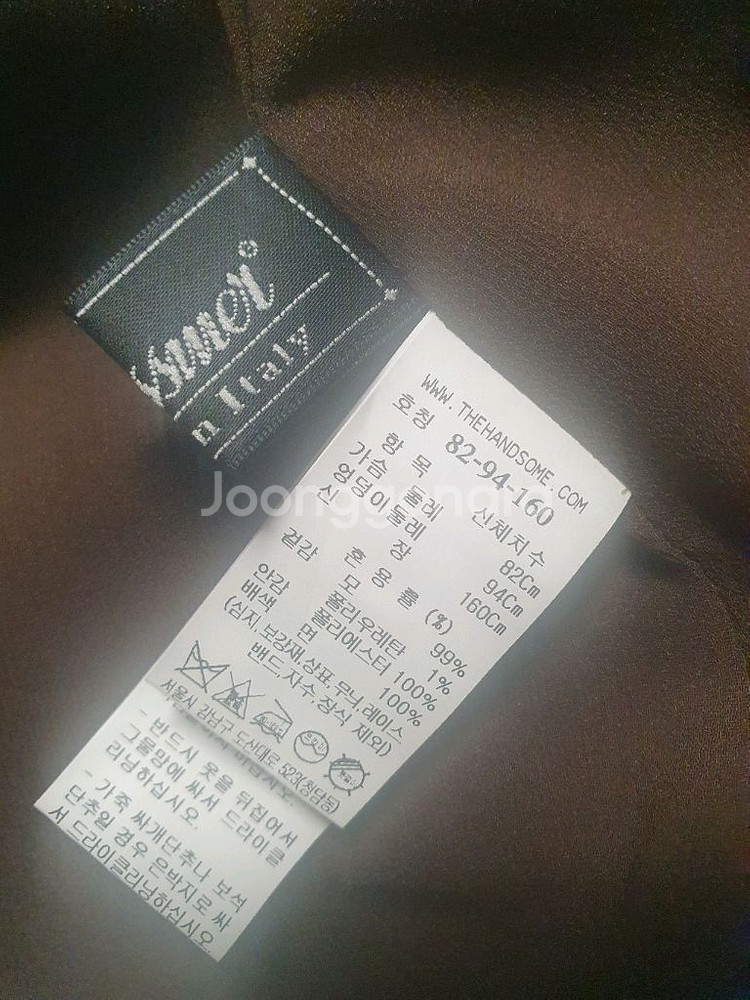 n Italy
WWW.THEHANDSOME.COM
호칭 82-94-160
항 목 신체치수
가슴 둘레 82Cm
엉덩이둘레 94Cm
신 장 160Cm
혼 용 률 (%)
겉감 모 99%
폴리우레탄 1%
안감 폴리에스터 100%
배색 면 100%
(심지,보강재,상표,무늬,레이스
밴드,자수,장식 제외)
서울시 강남구 도산대로 523(청담동)
- 반드시 옷을 뒤집어서
그물망에 싸서 드라이클
리닝하십시오.
- 가죽 싸개단추나 보석
단추일 경우 은박지로 싸
서 드라이클리닝하십시오.
Joonggonara